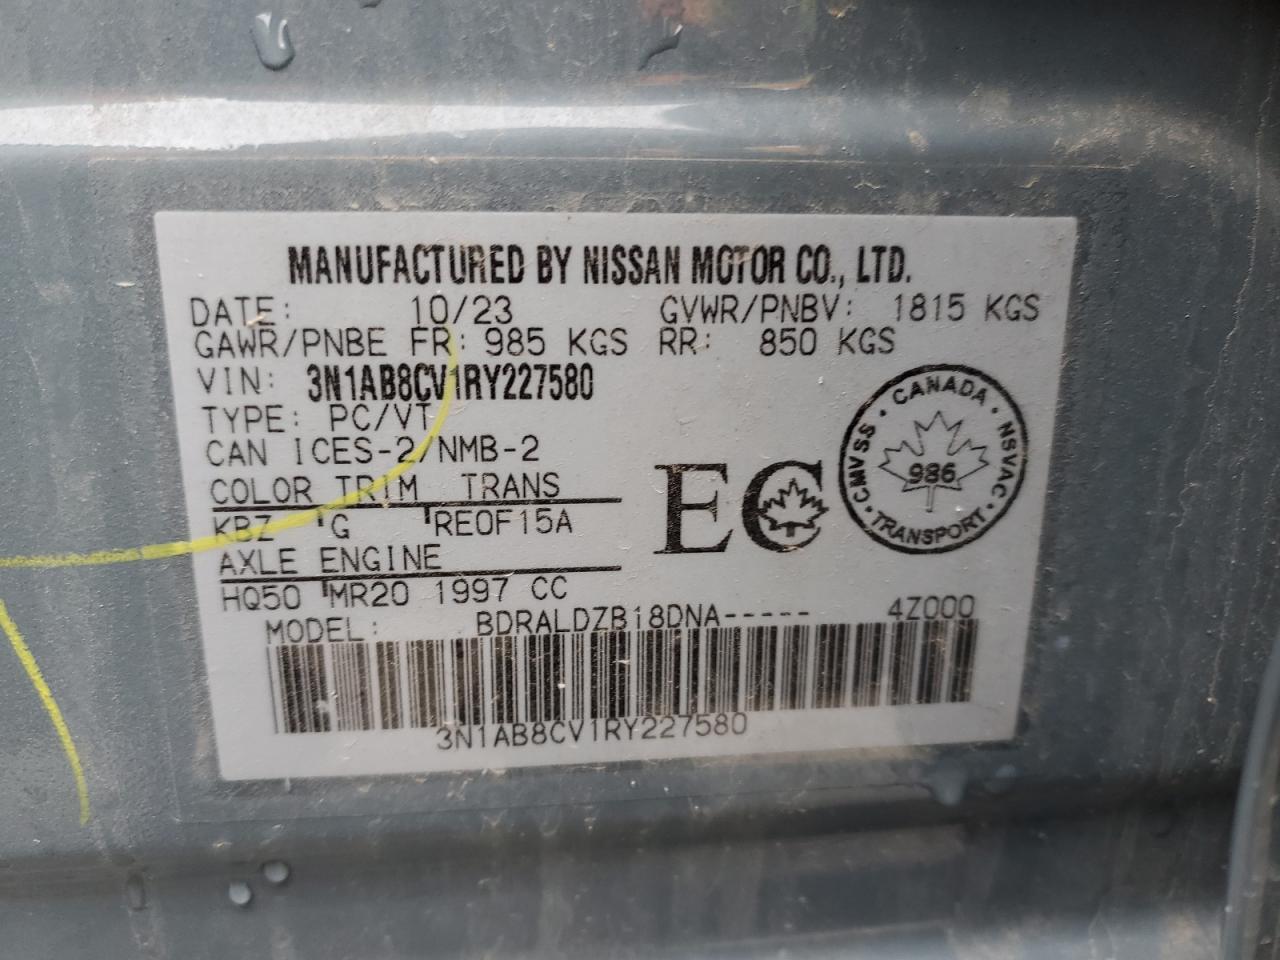 MANUFACTURED BY NISSAN MOTOR CO., LTD.
DATE: 10/23 GVWR/PNBV: 1815 KGS
GAWR/PNBE FR: 985 KGS RR: 850 KGS
VIN: 3N1AB8CV1RY227580
TYPE: PC/VT
CAN ICES-2/NMB-2
COLOR TRIM TRANS
KBZ G RE0F15A
AXLE ENGINE
HQ50 MR20 1997 CC
EC
CANADA
CMVSS
986
NSVAC
TRANSPORT
MODEL: BDRALDZB18DNA----- 4Z000
3N1AB8CV1RY227580